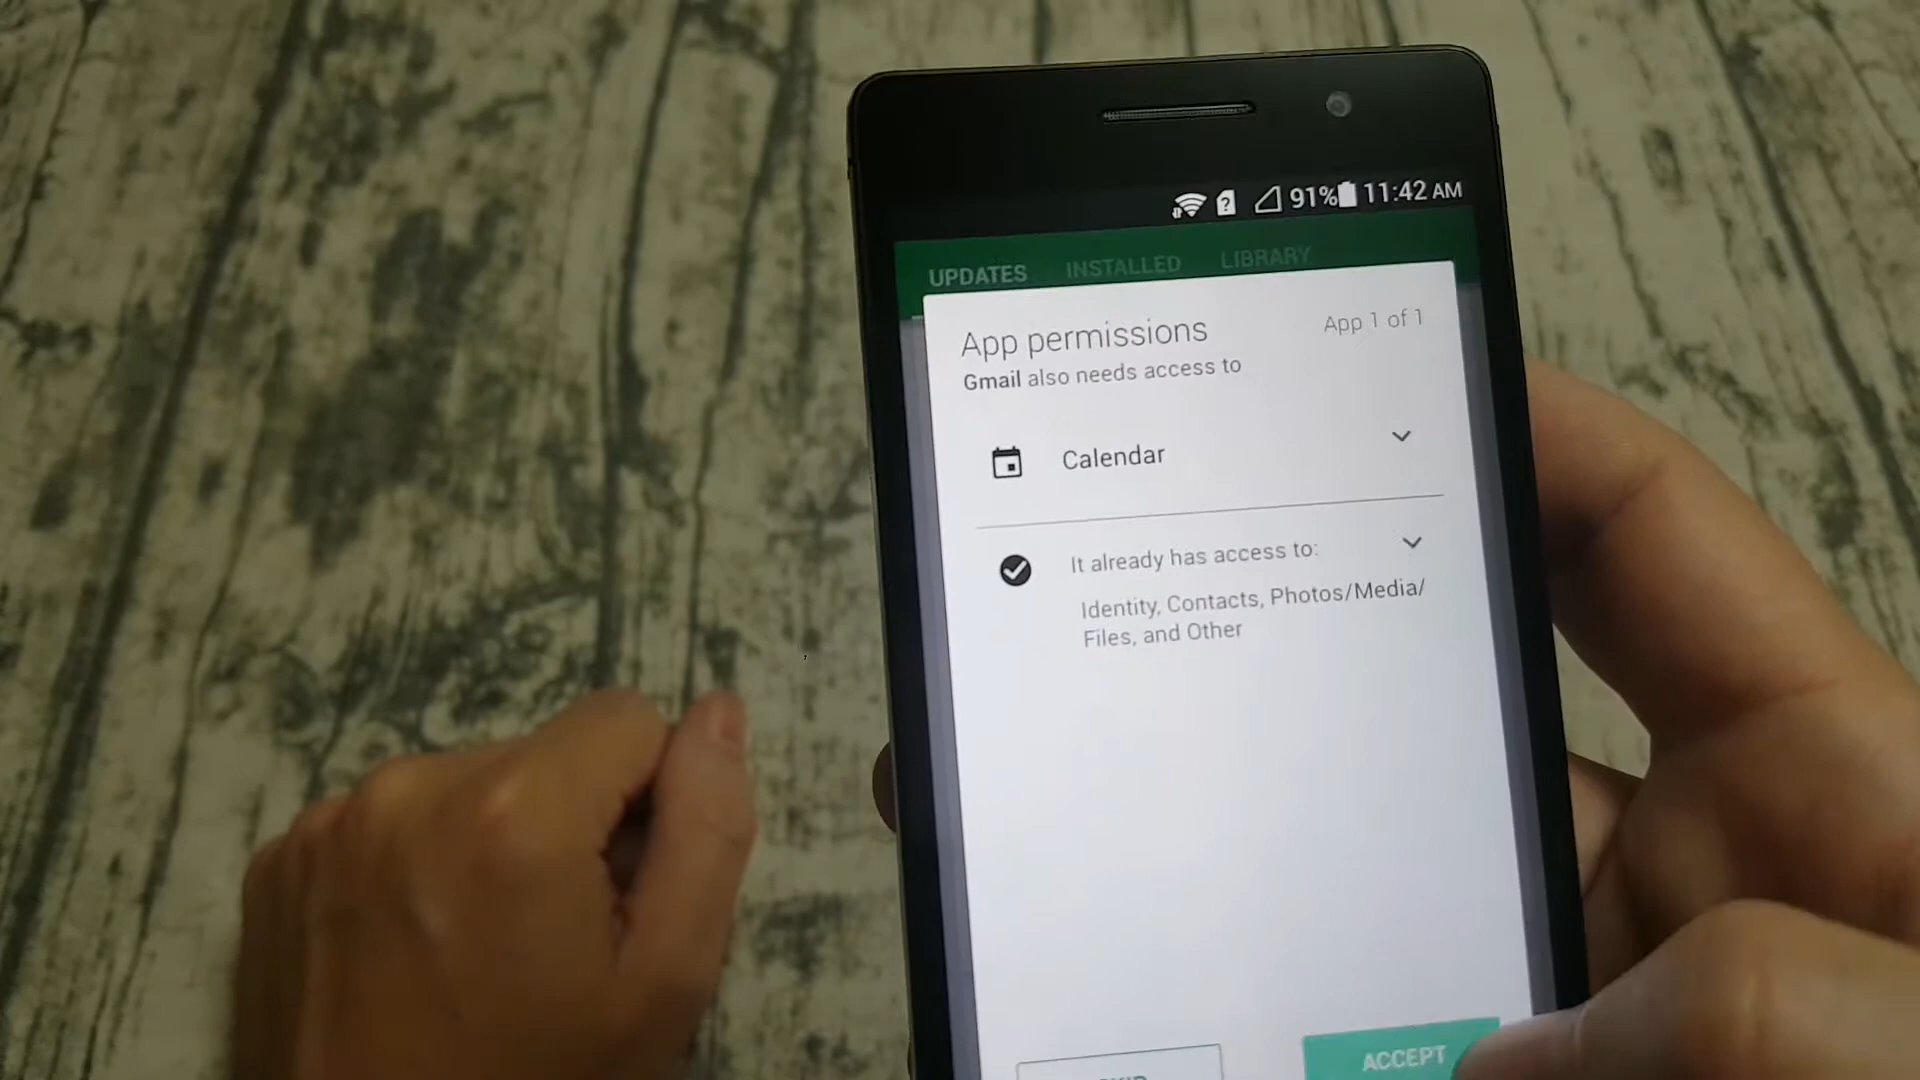 91% 11:42 AM
UPDATES INSTALLED LIBRARY
App permissions App 1 of 1
Gmail also needs access to
Calendar
It already has access to:
Identity, Contacts, Photos/Media/
Files, and Other
ACCEPT